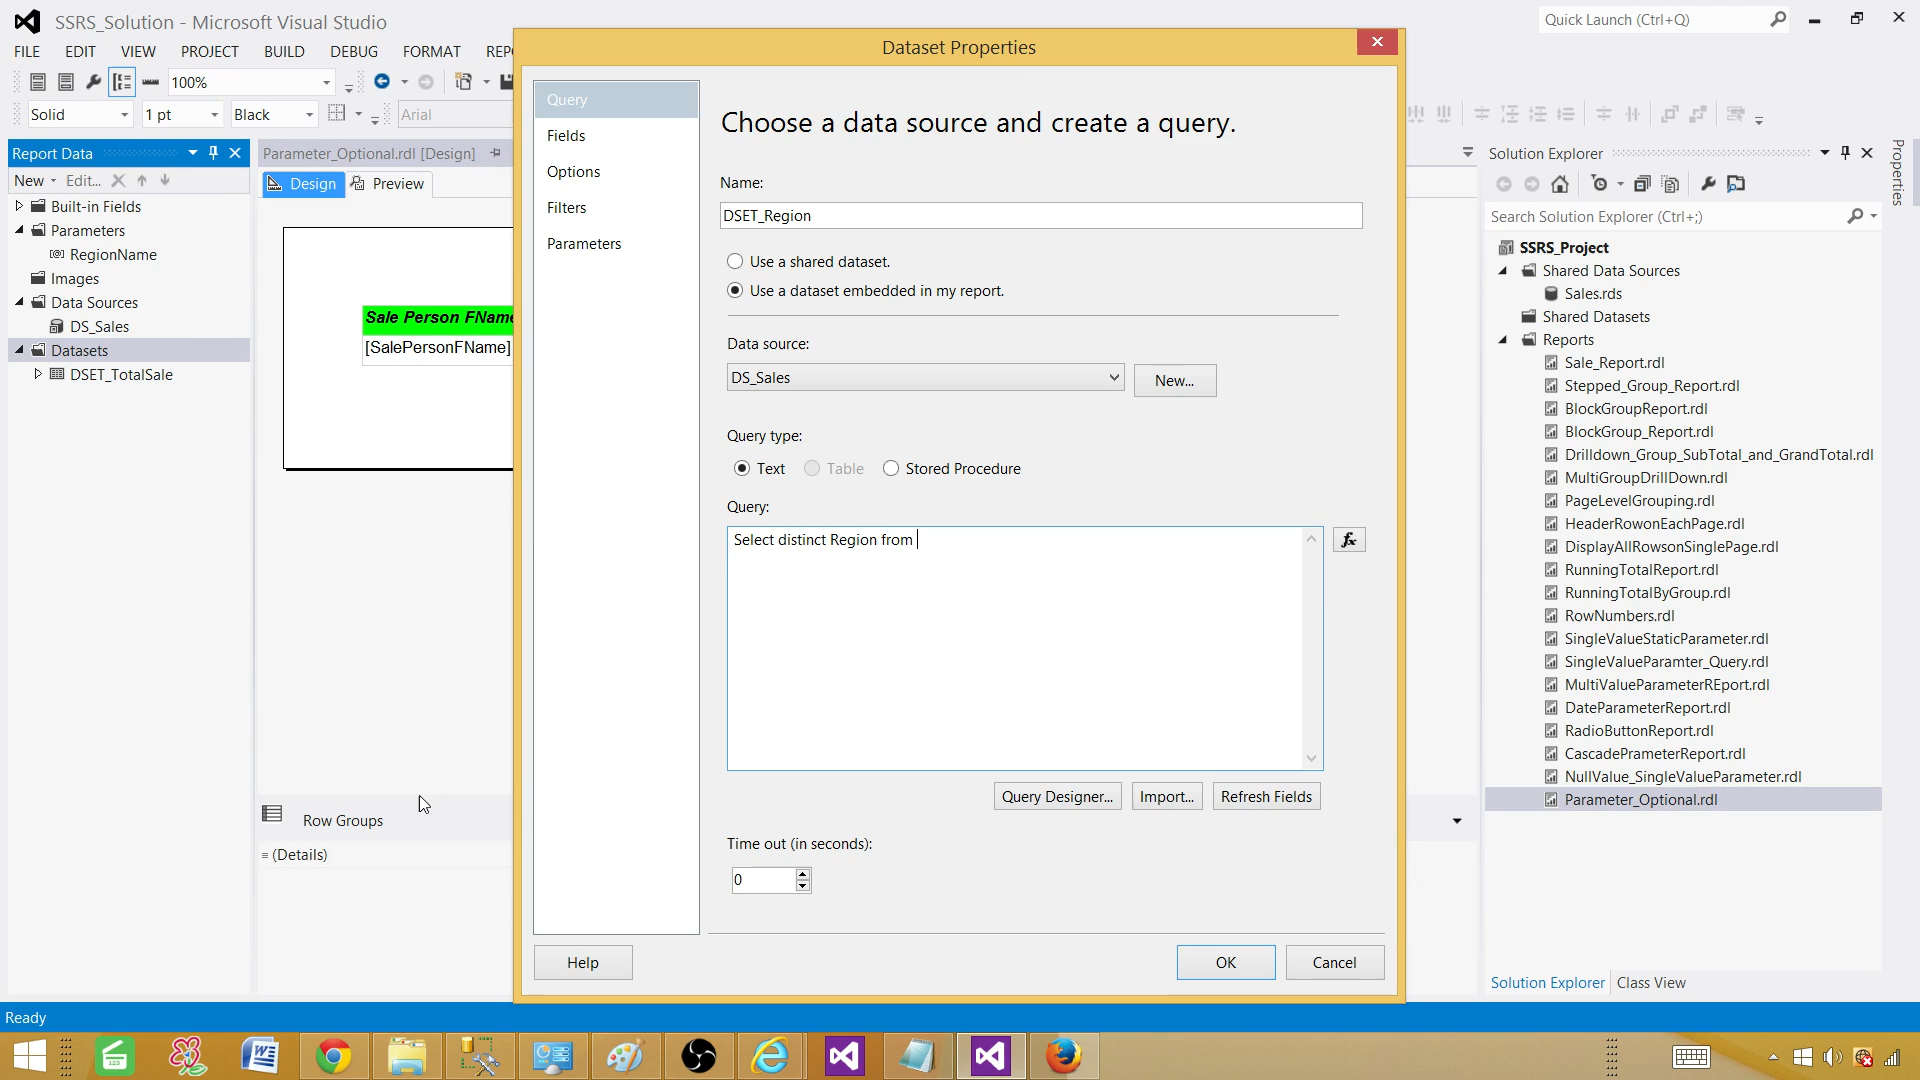 SSRS_Solution - Microsoft Visual Studio
Quick Launch (Ctrl+Q)
FILE EDIT VIEW PROJECT BUILD DEBUG FORMAT REPO
100%
Solid 1 pt Black Arial
Report Data
New Edit...
Built-in Fields
Parameters
RegionName
Images
Data Sources
DS_Sales
Datasets
DSET_TotalSale
Parameter_Optional.rdl [Design]
Design Preview
Sale Person FName
[SalePersonFName]
Row Groups
(Details)
Dataset Properties
Query
Fields
Options
Filters
Parameters
Choose a data source and create a query.
Name:
DSET_Region
Use a shared dataset.
Use a dataset embedded in my report.
Data source:
DS_Sales
New...
Query type:
Text Table Stored Procedure
Query:
Select distinct Region from
fx
Query Designer... Import... Refresh Fields
Time out (in seconds):
0
Help OK Cancel
Solution Explorer
Search Solution Explorer (Ctrl+;)
SSRS_Project
Shared Data Sources
Sales.rds
Shared Datasets
Reports
Sale_Report.rdl
Stepped_Group_Report.rdl
BlockGroupReport.rdl
BlockGroup_Report.rdl
Drilldown_Group_SubTotal_and_GrandTotal.rdl
MultiGroupDrillDown.rdl
PageLevelGrouping.rdl
HeaderRowonEachPage.rdl
DisplayAllRowsonSinglePage.rdl
RunningTotalReport.rdl
RunningTotalByGroup.rdl
RowNumbers.rdl
SingleValueStaticParameter.rdl
SingleValueParamter_Query.rdl
MultiValueParameterREport.rdl
DateParameterReport.rdl
RadioButtonReport.rdl
CascadePrameterReport.rdl
NullValue_SingleValueParameter.rdl
Parameter_Optional.rdl
Solution Explorer Class View
Properties
Ready